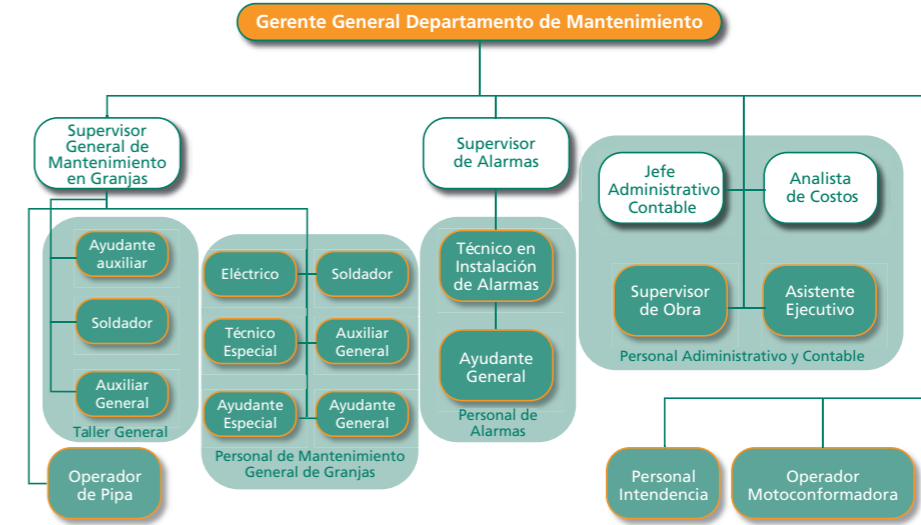 Gerente General Departamento de Mantenimiento
Supervisor
General de
Mantenimiento
en Granjas
Ayudante
auxiliar
Soldador
Auxiliar
General
Taller General
Operador
de Pipa
Eléctrico
Soldador
Técnico
Especial
Auxiliar
General
Ayudante
Especial
Ayudante
General
Personal de Mantenimiento
General de Granjas
Supervisor
de Alarmas
Técnico en
Instalación
de Alarmas
Ayudante
General
Personal de
Alarmas
Jefe
Administrativo
Contable
Analista
de Costos
Supervisor
de Obra
Asistente
Ejecutivo
Personal Adiministrativo y Contable
Personal
Intendencia
Operador
Motoconformadora